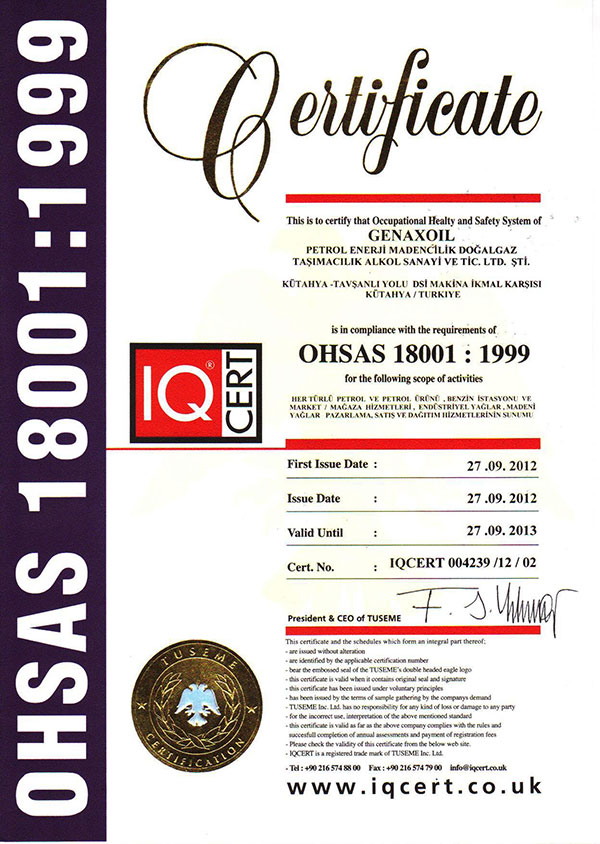 OHSAS 18001:1999
Certificate
This is to certify that Occupational Healty and Safety System of
GENAXOIL
PETROL ENERJİ MADENCİLİK DOĞALGAZ
TAŞIMACILIK ALKOL SANAYİ VE TİC. LTD. ŞTİ.
KÜTAHYA -TAVŞANLI YOLU DSİ MAKİNA İKMAL KARŞISI
KÜTAHYA / TURKIYE
is in compliance with the requirements of
OHSAS 18001 : 1999
for the following scope of activities
HER TÜRLÜ PETROL VE PETROL ÜRÜNÜ , BENZİN İSTASYONU VE
MARKET / MAĞAZA HİZMETLERİ , ENDÜSTRİYEL YAĞLAR , MADENİ
YAĞLAR PAZARLAMA, SATIŞ VE DAĞITIM HİZMETLERİNİN SUNUMU
IQ®
CERT
First Issue Date : 27 .09. 2012
Issue Date : 27 .09. 2012
Valid Until : 27 .09. 2013
Cert. No. : IQCERT 004239 /12 / 02
President & CEO of TUSEME
This certificate and the schedules which form an integral part thereof;
- are issued without alteration
- are identified by the applicable certification number
- bear the embossed seal of the TUSEME's double headed eagle logo
- this certificate is valid when it contains original seal and signature
- this certificate has been issued under voluntary principles
- has been issued by the terms of sample gathering by the companys demand
- TUSEME Inc. Ltd. has no responsibility for any kind of loss or damage to any party
- for the incorrect use, interpretation of the above mentioned standard
- this certificate is valid as far as the above company complies with the rules and
succesfull completion of annual assessments and payment of registration fees
- Please check the validity of this certificate from the below web site.
- IQCERT is a registered trade mark of TUSEME Inc. Ltd.
- Tel : +90 216 574 88 00 Fax : +90 216 574 79 00 info@iqcert.co.uk
www.iqcert.co.uk
TUSEME
CERTIFICATION